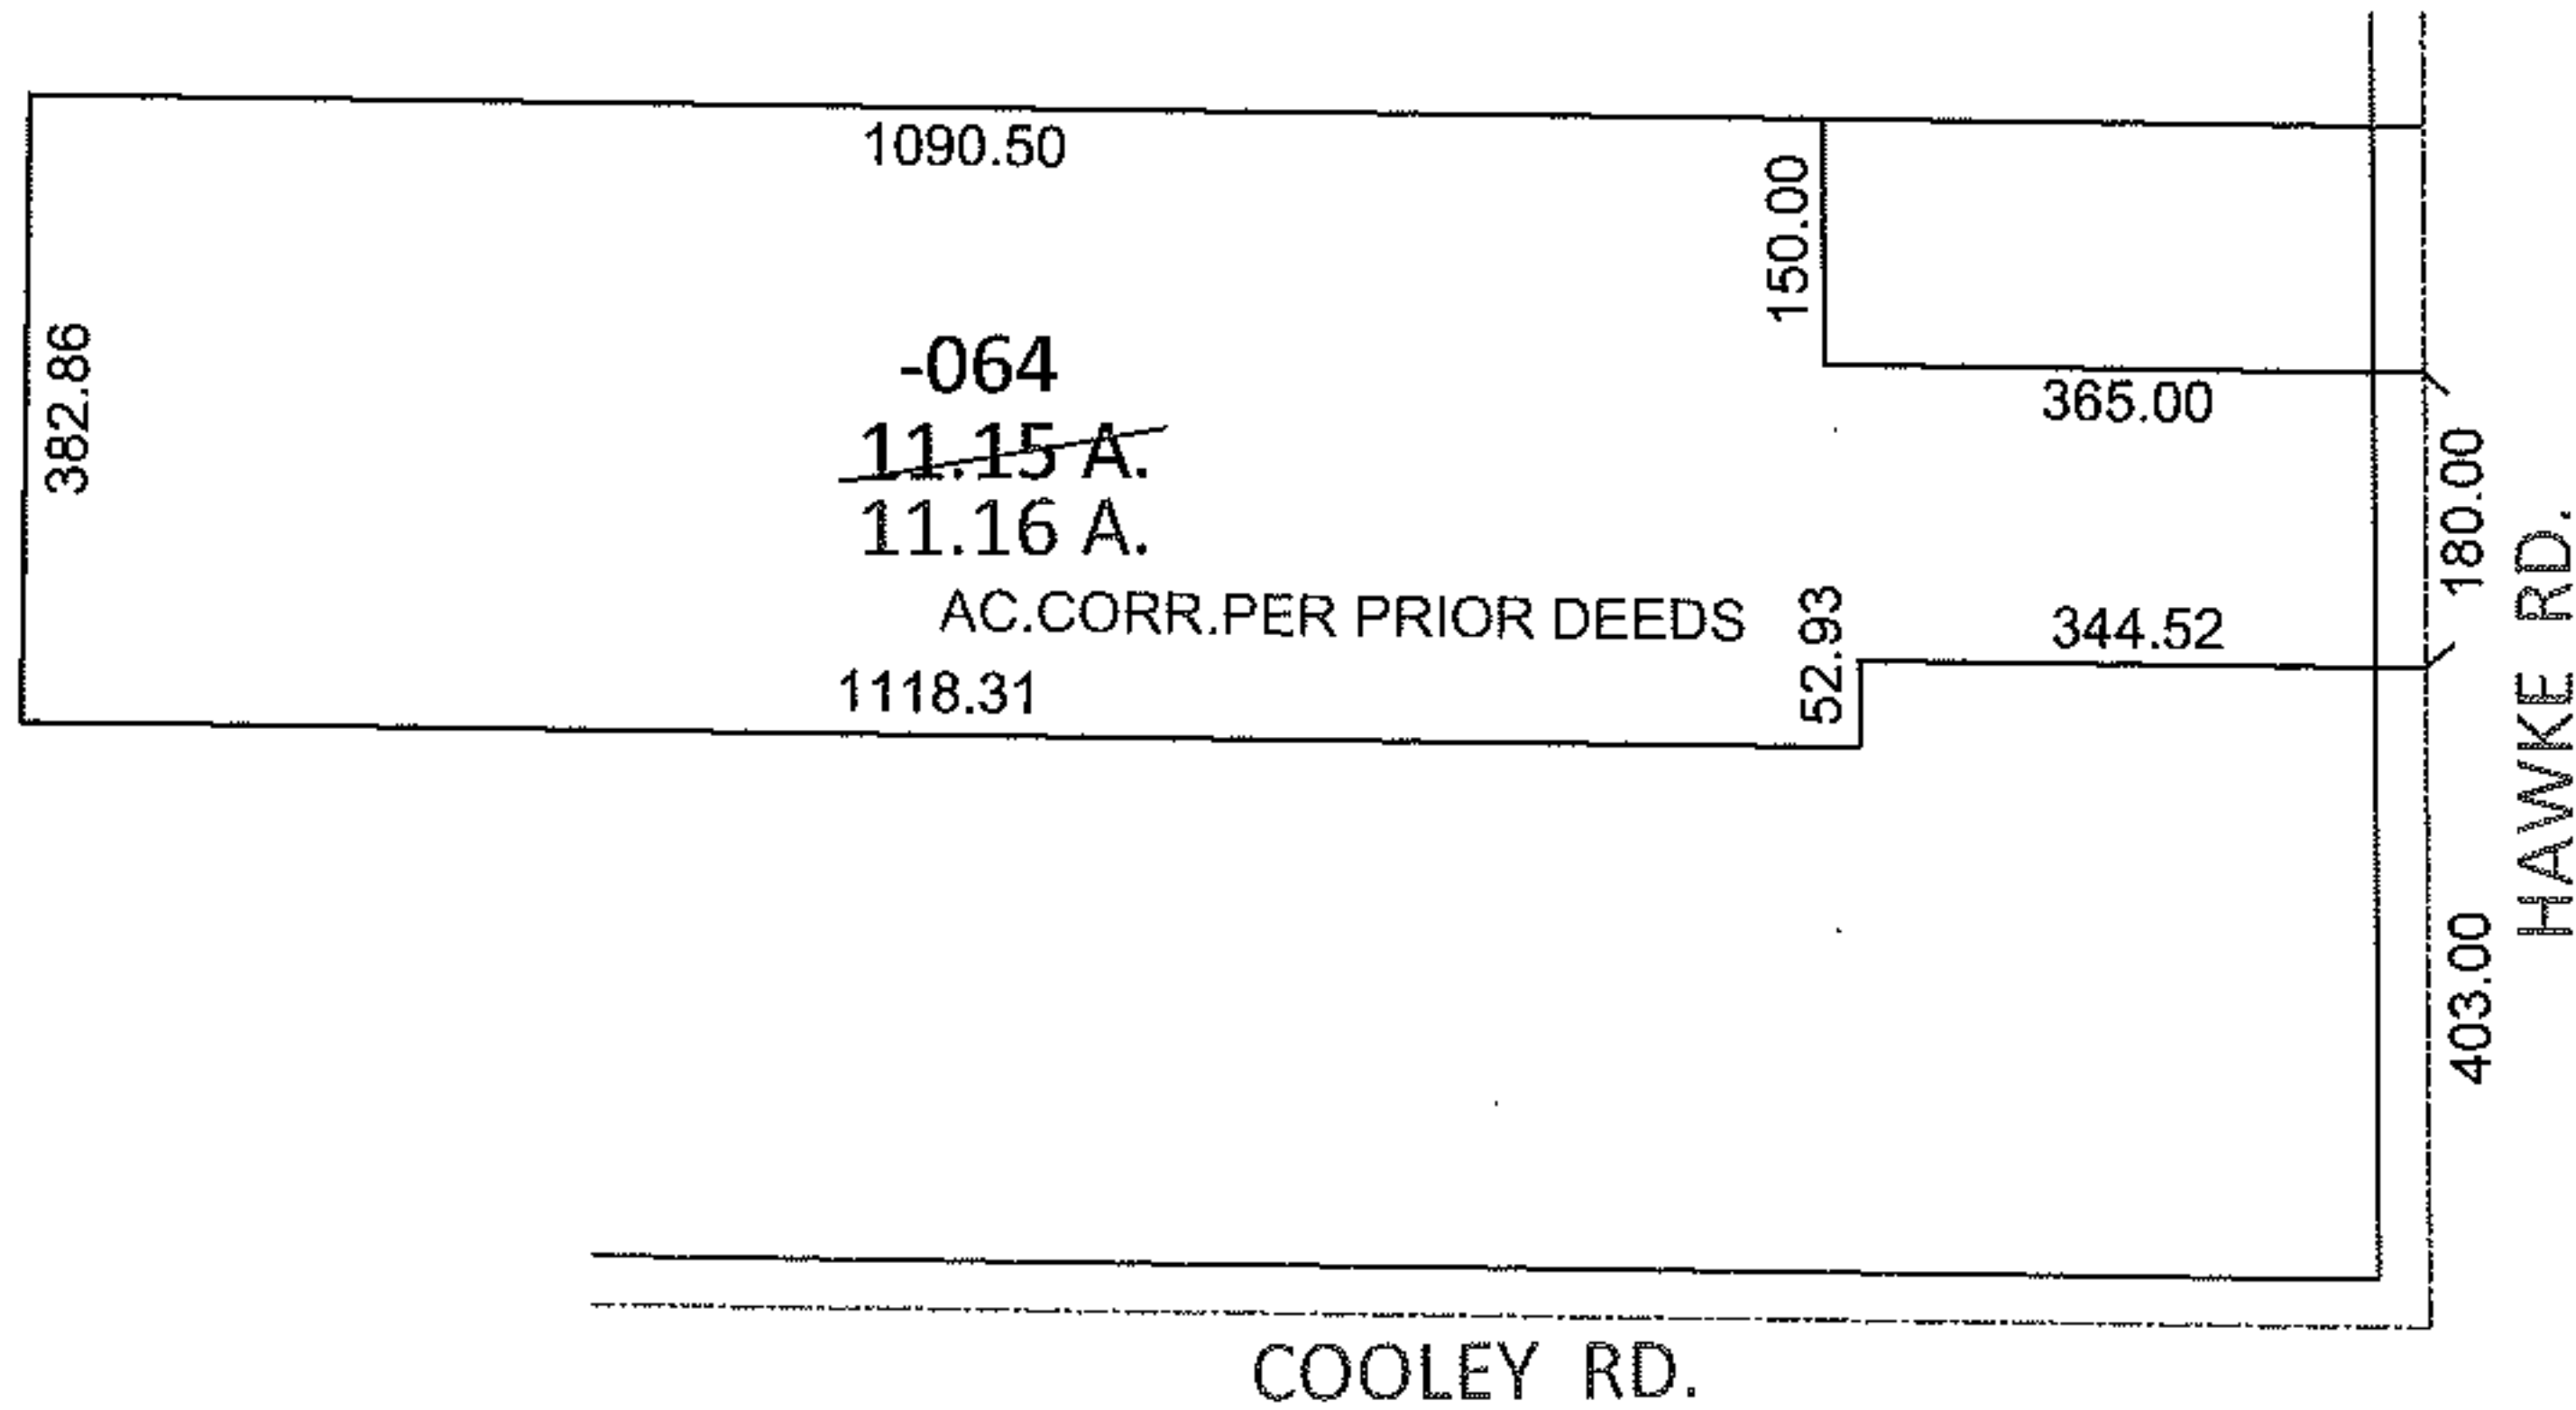 1090.50
150.00
382.86
-064
11.15 A.
11.16 A.
365.00
180.00
HAWKE RD.
AC.CORR.PER PRIOR DEEDS
52.93
344.52
1118.31
403.00
COOLEY RD.